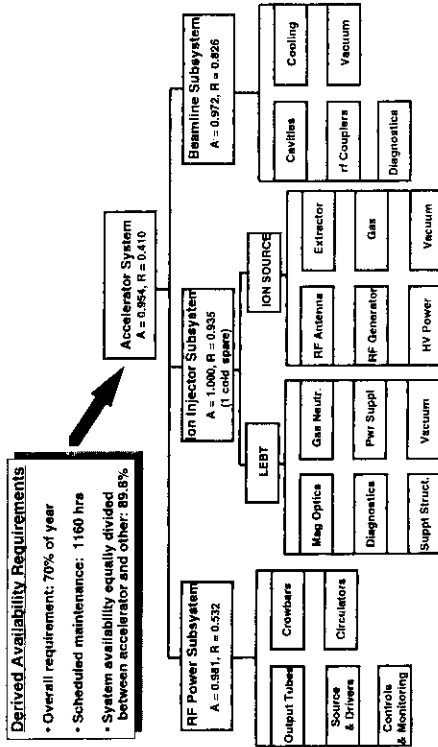 Derived Availability Requirements
• Overall requirement: 70% of year
• Scheduled maintenance: 1160 hrs
• System availability equally divided
between accelerator and other: 89.8%
Accelerator System
A = 0.954, R = 0.410
RF Power Subsystem
A = 0.981, R = 0.532
Output Tubes
Crowbars
Source
& Drivers
Circulators
Controls
& Monitoring
Ion Injector Subsystem
A = 1.000, R = 0.935
(1 cold spare)
LEBT
Mag Optics
Gas Neutr.
Diagnostics
Pwr Suppl
Suppt Struct.
Vacuum
ION SOURCE
RF Antenna
Extractor
RF Generator
Gas
HV Power
Vacuum
Beamline Subsystem
A = 0.972, R = 0.826
Cavities
Cooling
rf Couplers
Vacuum
Diagnostics